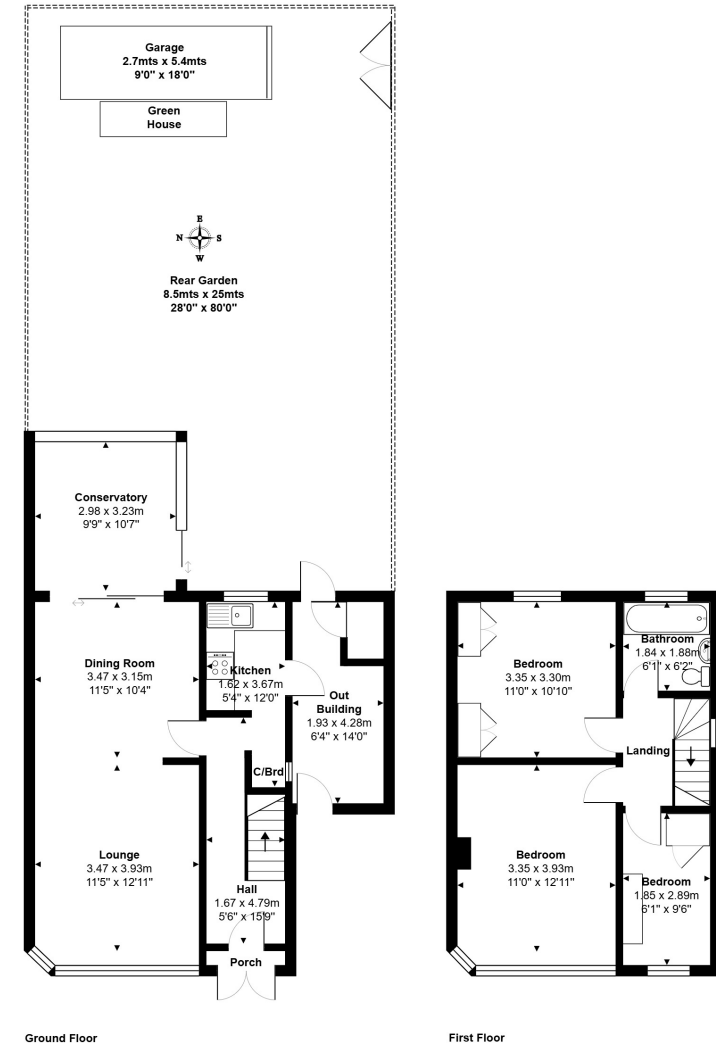 Garage
2.7mts x 5.4mts
9'0" x 18'0"
Green
House
E
N S
W
Rear Garden
8.5mts x 25mts
28'0" x 80'0"
Conservatory
2.98 x 3.23m
9'9" x 10'7"
Dining Room
3.47 x 3.15m
11'5" x 10'4"
Kitchen
1.62 x 3.67m
5'4" x 12'0"
Out
Building
1.93 x 4.28m
6'4" x 14'0"
C/Brd
Lounge
3.47 x 3.93m
11'5" x 12'11"
Hall
1.67 x 4.79m
5'6" x 15'9"
Porch
Bedroom
3.35 x 3.30m
11'0" x 10'10"
Bathroom
1.84 x 1.88m
6'1" x 6'2"
Landing
Bedroom
3.35 x 3.93m
11'0" x 12'11"
Bedroom
1.85 x 2.89m
6'1" x 9'6"
Ground Floor
First Floor